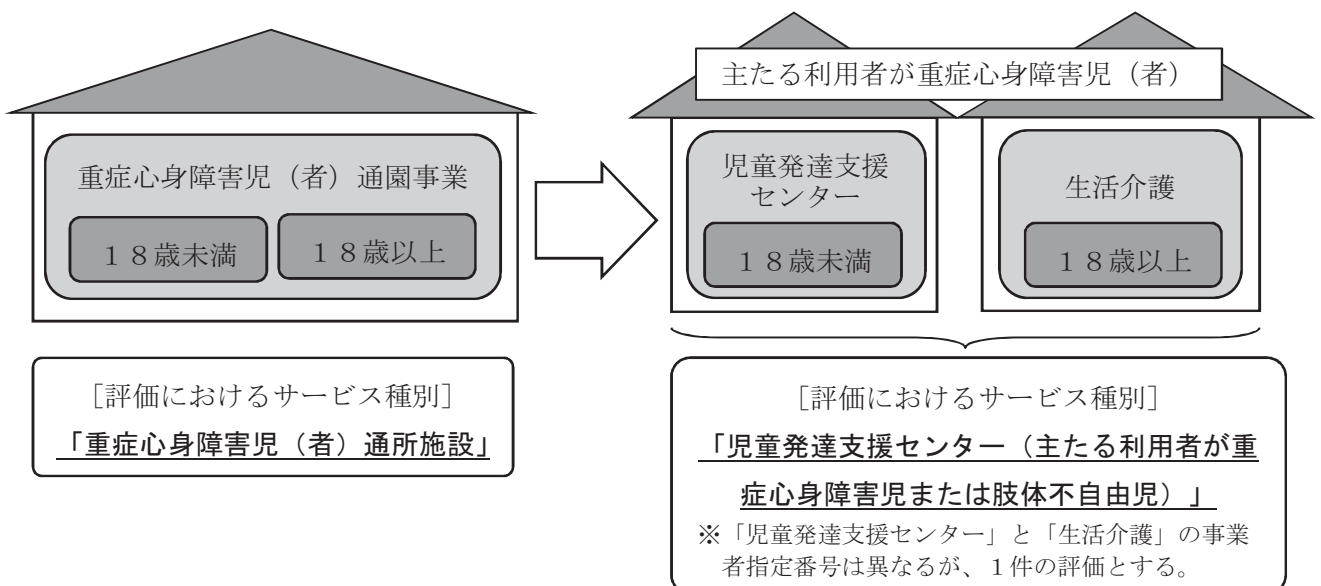 重症心身障害児（者）通園事業
１８歳未満
１８歳以上
［評価におけるサービス種別］
「重症心身障害児（者）通所施設」
主たる利用者が重症心身障害児（者）
児童発達支援
センター
１８歳未満
生活介護
１８歳以上
［評価におけるサービス種別］
「児童発達支援センター（主たる利用者が重
症心身障害児または肢体不自由児）」
※「児童発達支援センター」と「生活介護」の事業
者指定番号は異なるが、１件の評価とする。